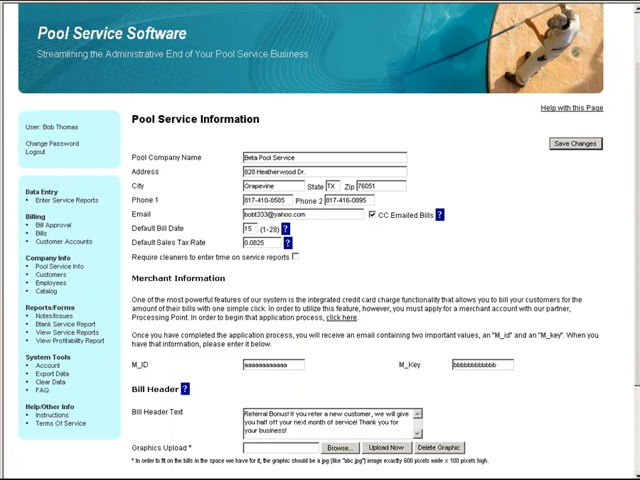 Pool Service Software
Streamlining the Administrative End of Your Pool Service Business
Help with this Page
User: Bob Thomas
Change Password
Logout
Data Entry
Enter Service Reports
Billing
Bill Approval
Bills
Customer Accounts
Company Info
Pool Service Info
Customers
Employees
Catalog
Reports/Forms
Notes/Issues
Blank Service Report
View Service Reports
View Profitability Report
System Tools
Account
Export Data
Clear Data
FAQ
Help/Other Info
Instructions
Terms Of Service
Pool Service Information
Save Changes
Pool Company Name Beta Pool Service
Address 828 Heatherwood Dr.
City Grapevine State TX Zip 76051
Phone 1 817-410-8585 Phone 2 817-416-0895
Email bobt333@yahoo.com CC Emailed Bills ?
Default Bill Date 15 (1-28) ?
Default Sales Tax Rate 0.0825 ?
Require cleaners to enter time on service reports
Merchant Information
One of the most powerful features of our system is the integrated credit card charge functionality that allows you to bill your customers for the
amount of their bills with one simple click. In order to utilize this feature, however, you must apply for a merchant account with our partner,
Processing Point. In order to begin that application process, click here.
Once you have completed the application process, you will receive an email containing two important values, an "M_id" and an "M_key". When you
have that information, please enter it below.
M_ID aaaaaaaaaaaa M_Key bbbbbbbbbbbb
Bill Header ?
Bill Header Text Referral Bonus! If you refer a new customer, we will give
you half off your next month of service! Thank you for
your business!
Graphics Upload * Browse... Upload Now Delete Graphic
* In order to fit on the bills in the space we have for it, the graphic should be a jpg (like "abc.jpg") image exactly 600 pixels wide x 100 pixels high.